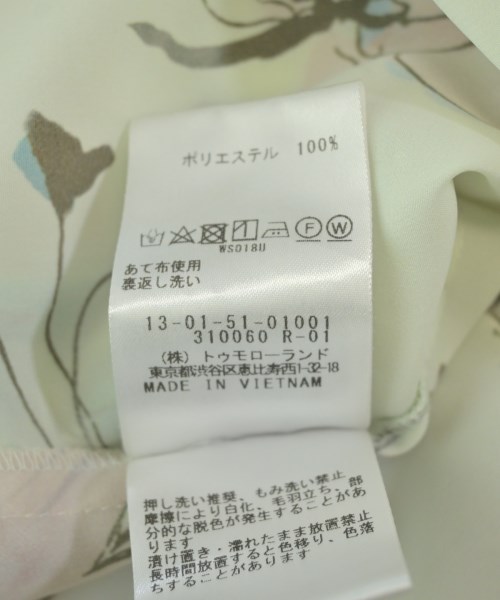 ポリエステル 100%
F W
WS018U
あて布使用
裏返し洗い
13-01-51-01001
310060 R-01
(株) トゥモローランド
東京都渋谷区恵比寿西1-32-18
MADE IN VIETNAM
押し洗い推奨、もみ洗い禁止
摩擦により白化、毛羽立ち、部
分的な脱色が発生することがあ
ります
漬け置き・濡れたまま放置禁止
長時間放置すると色移り、色落
ちすることがあります